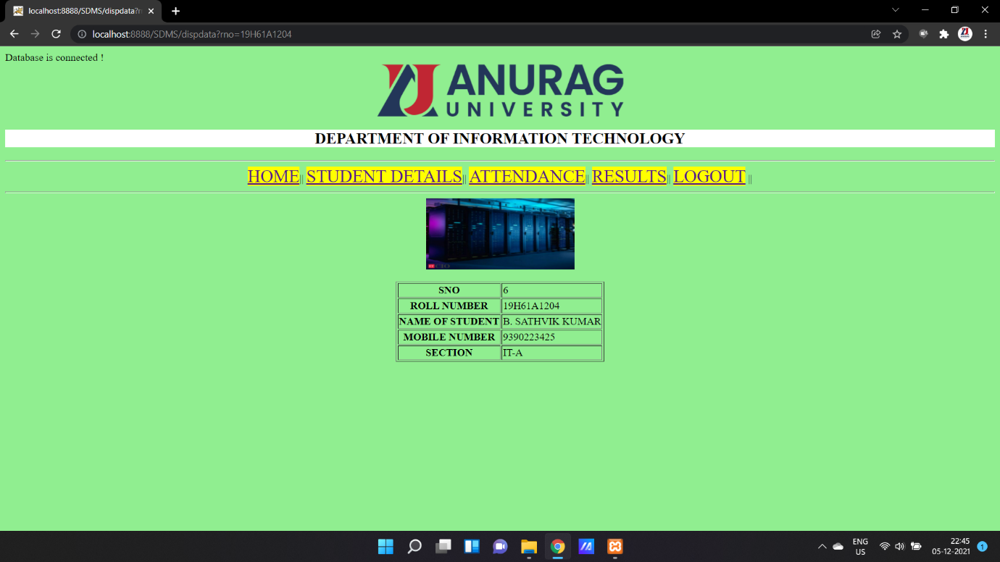 localhost:8888/SDMS/dispdata?r
localhost:8888/SDMS/dispdata?rno=19H61A1204
Database is connected !
ANURAG
UNIVERSITY
DEPARTMENT OF INFORMATION TECHNOLOGY
HOME|| STUDENT DETAILS|| ATTENDANCE|| RESULTS|| LOGOUT ||
SNO 6
ROLL NUMBER 19H61A1204
NAME OF STUDENT B. SATHVIK KUMAR
MOBILE NUMBER 9390223425
SECTION IT-A
ENG
US
22:45
05-12-2021
1